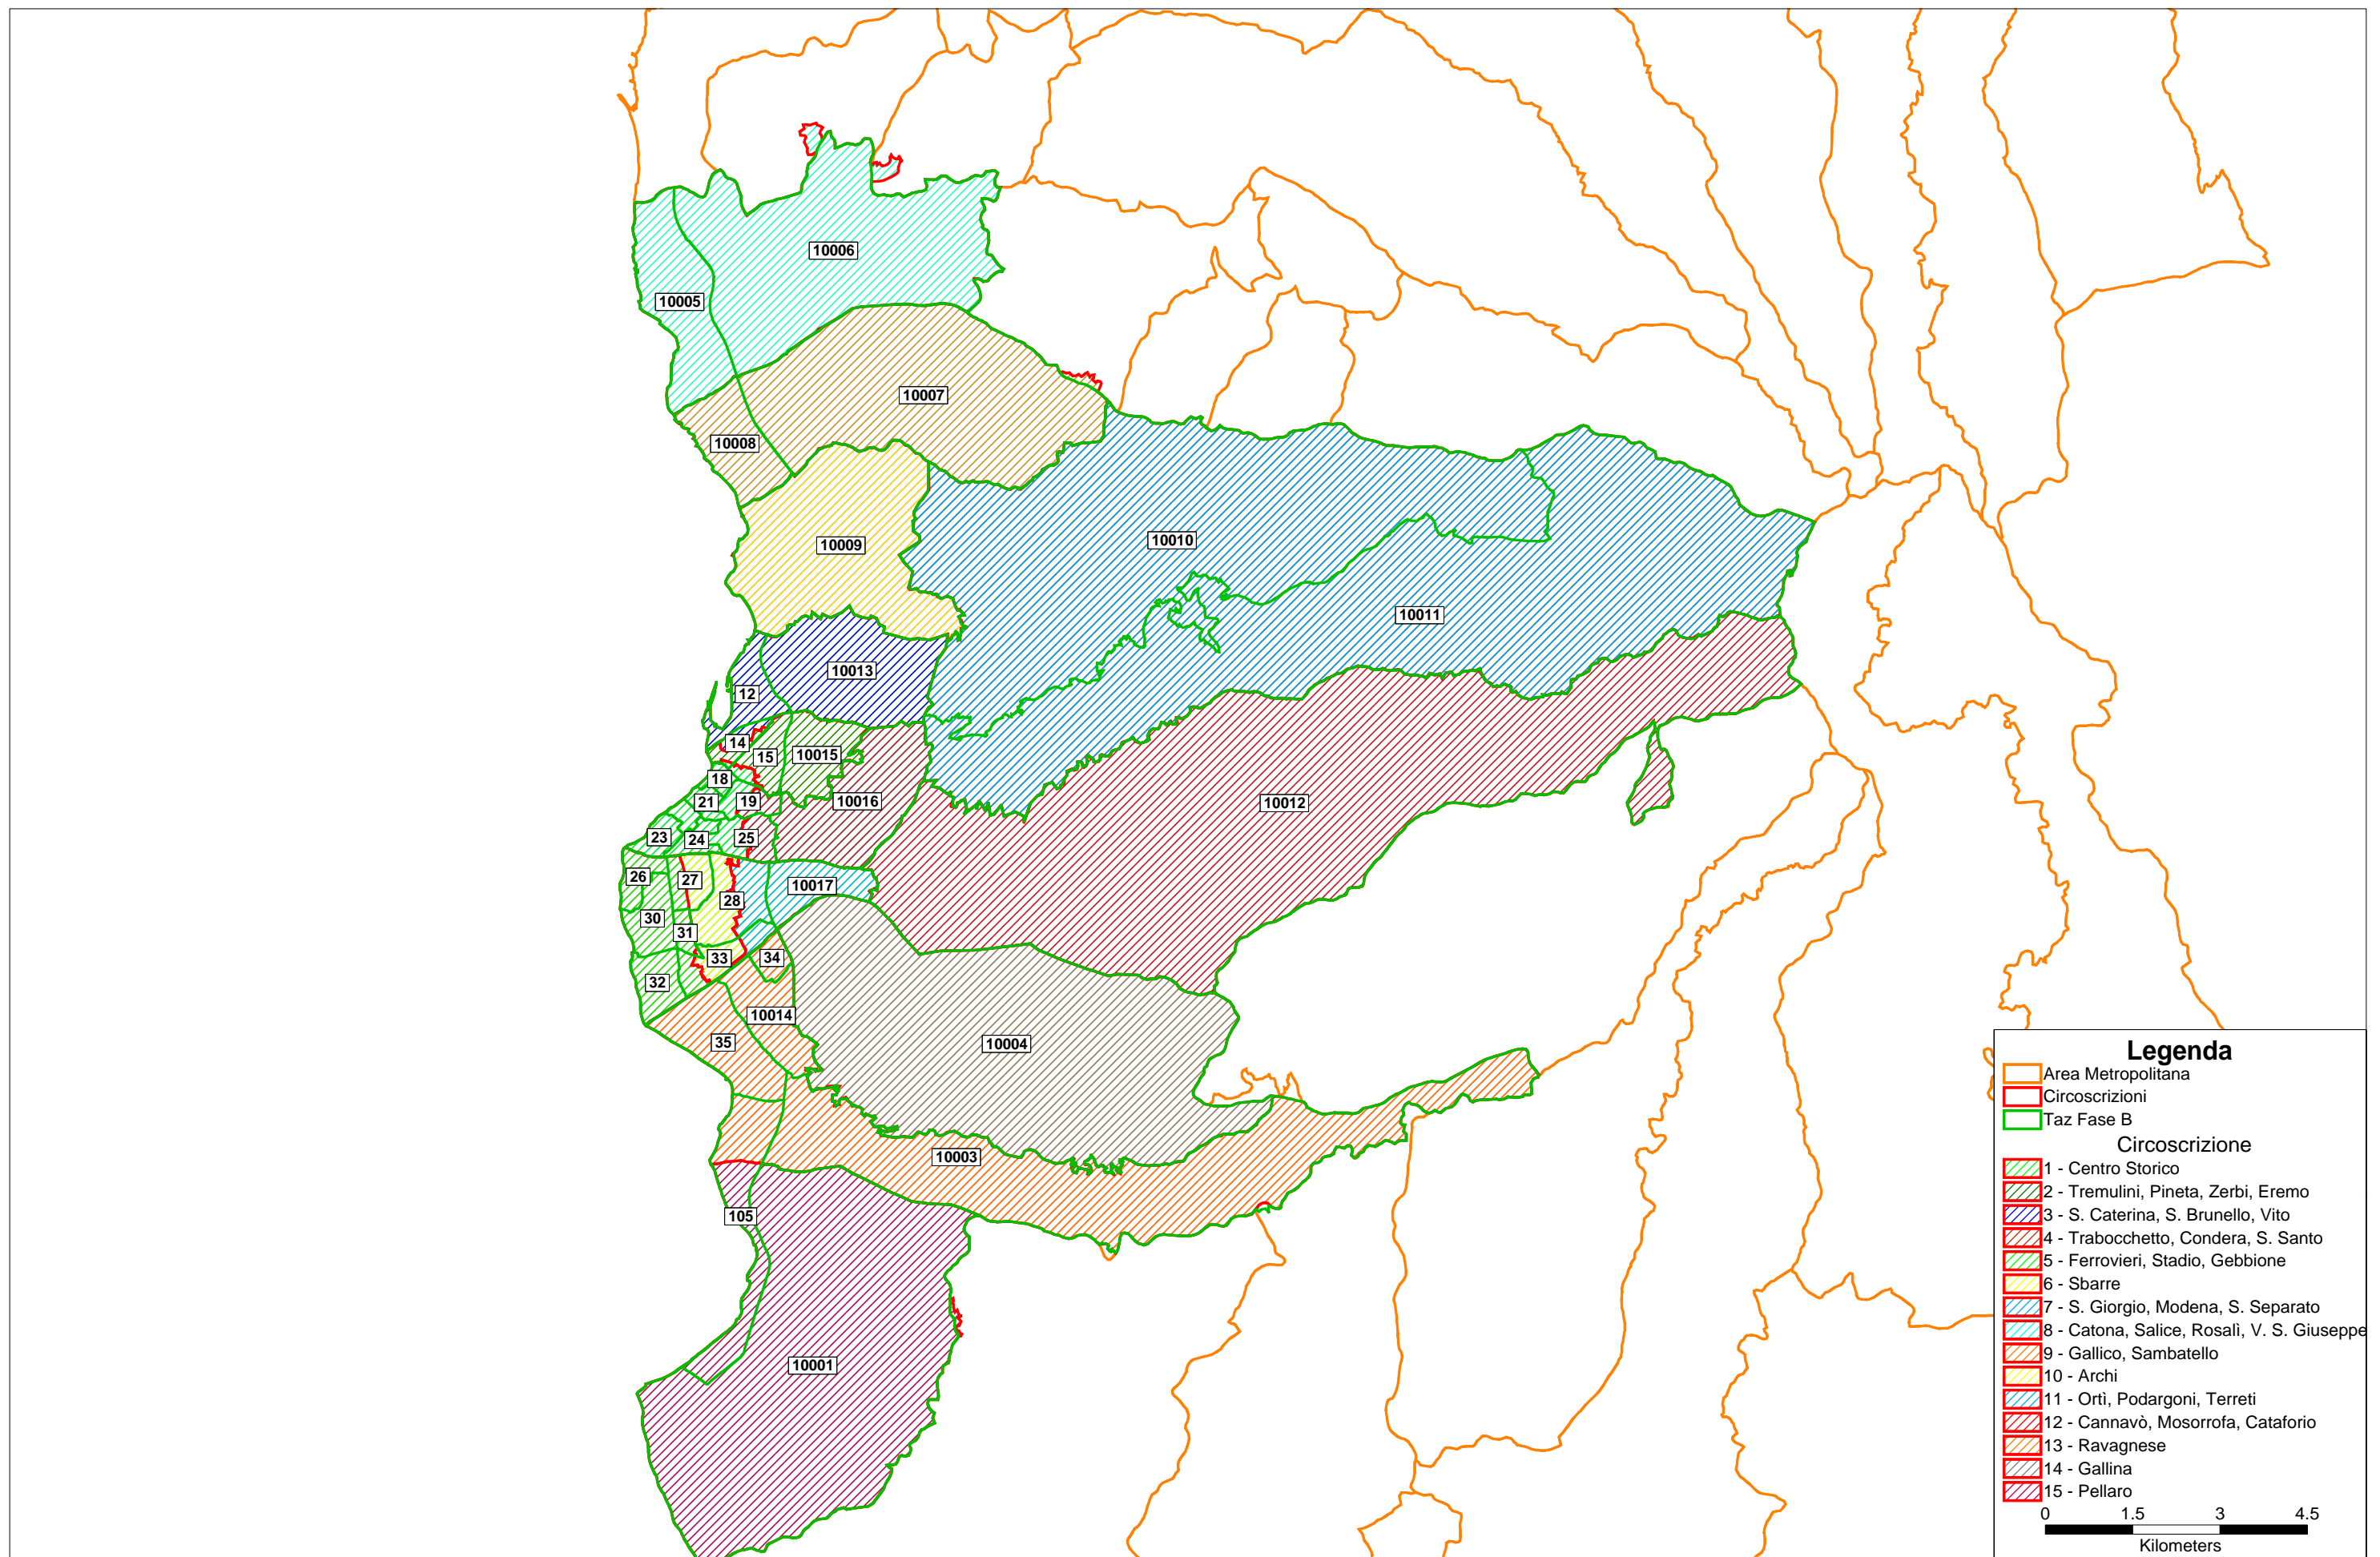 10006
10005
10007
10008
10010
10009
10011
10013
12
14
10015
15
18
10016
21
19
10012
23
24
25
26
27
10017
28
30
31
33
34
32
10014
35
10004
10003
105
10001
Legenda
Area Metropolitana
Circoscrizioni
Taz Fase B
Circoscrizione
1 - Centro Storico
2 - Tremulini, Pineta, Zerbi, Eremo
3 - S. Caterina, S. Brunello, Vito
4 - Trabocchetto, Condera, S. Santo
5 - Ferrovieri, Stadio, Gebbione
6 - Sbarre
7 - S. Giorgio, Modena, S. Separato
8 - Catona, Salice, Rosalì, V. S. Giuseppe
9 - Gallico, Sambatello
10 - Archi
11 - Ortì, Podargoni, Terreti
12 - Cannavò, Mosorrofa, Cataforio
13 - Ravagnese
14 - Gallina
15 - Pellaro
0 1.5 3 4.5
Kilometers